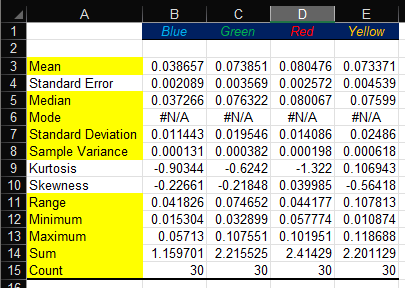 A B C D E
1 Blue Green Red Yellow
2
3 Mean 0.038657 0.073851 0.080476 0.073371
4 Standard Error 0.002089 0.003569 0.002572 0.004539
5 Median 0.037266 0.076322 0.080067 0.07599
6 Mode #N/A #N/A #N/A #N/A
7 Standard Deviation 0.011443 0.019546 0.014086 0.02486
8 Sample Variance 0.000131 0.000382 0.000198 0.000618
9 Kurtosis -0.90344 -0.6242 -1.322 0.106943
10 Skewness -0.22661 -0.21848 0.039985 -0.56418
11 Range 0.041826 0.074652 0.044177 0.107813
12 Minimum 0.015304 0.032899 0.057774 0.010874
13 Maximum 0.05713 0.107551 0.101951 0.118688
14 Sum 1.159701 2.215525 2.41429 2.201129
15 Count 30 30 30 30